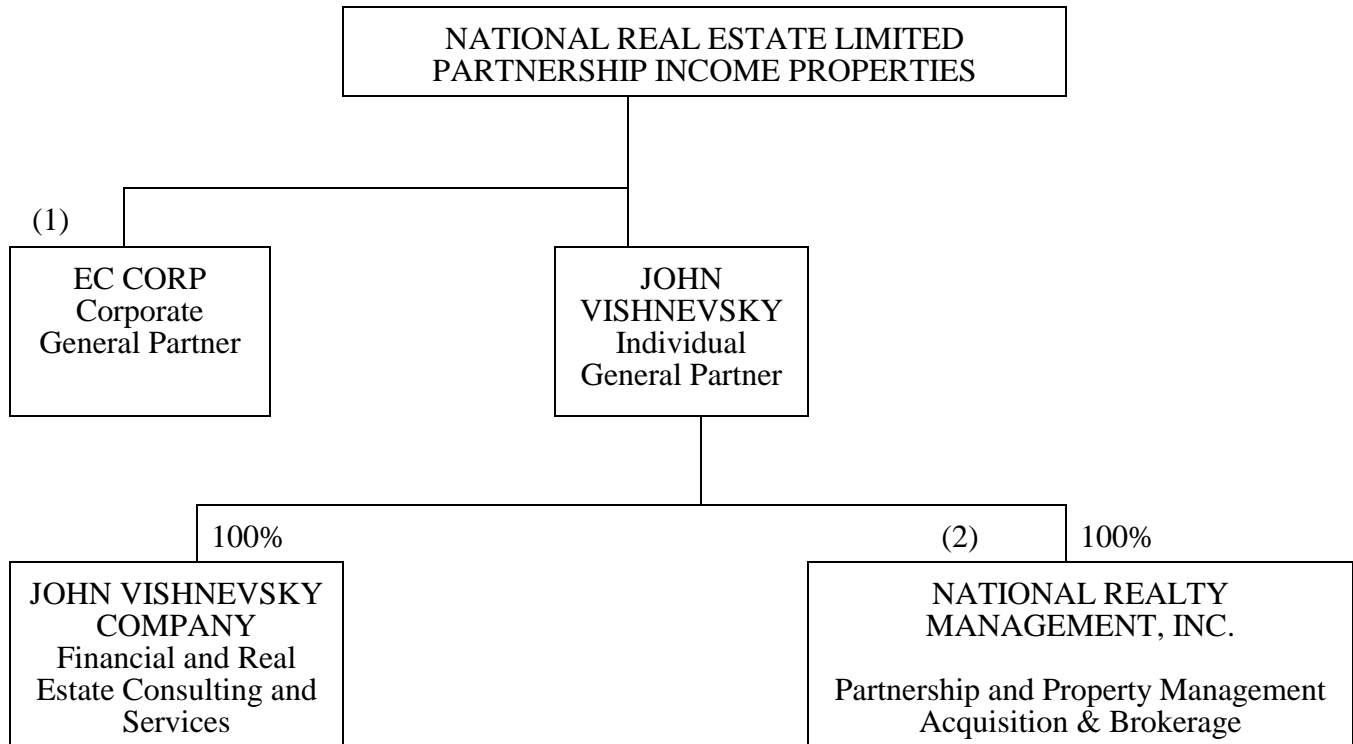 NATIONAL REAL ESTATE LIMITED
PARTNERSHIP INCOME PROPERTIES
(1)
EC CORP
Corporate
General Partner
JOHN
VISHNEVSKY
Individual
General Partner
100%
JOHN VISHNEVSKY
COMPANY
Financial and Real
Estate Consulting and
Services
(2)
100%
NATIONAL REALTY
MANAGEMENT, INC.
Partnership and Property Management
Acquisition & Brokerage